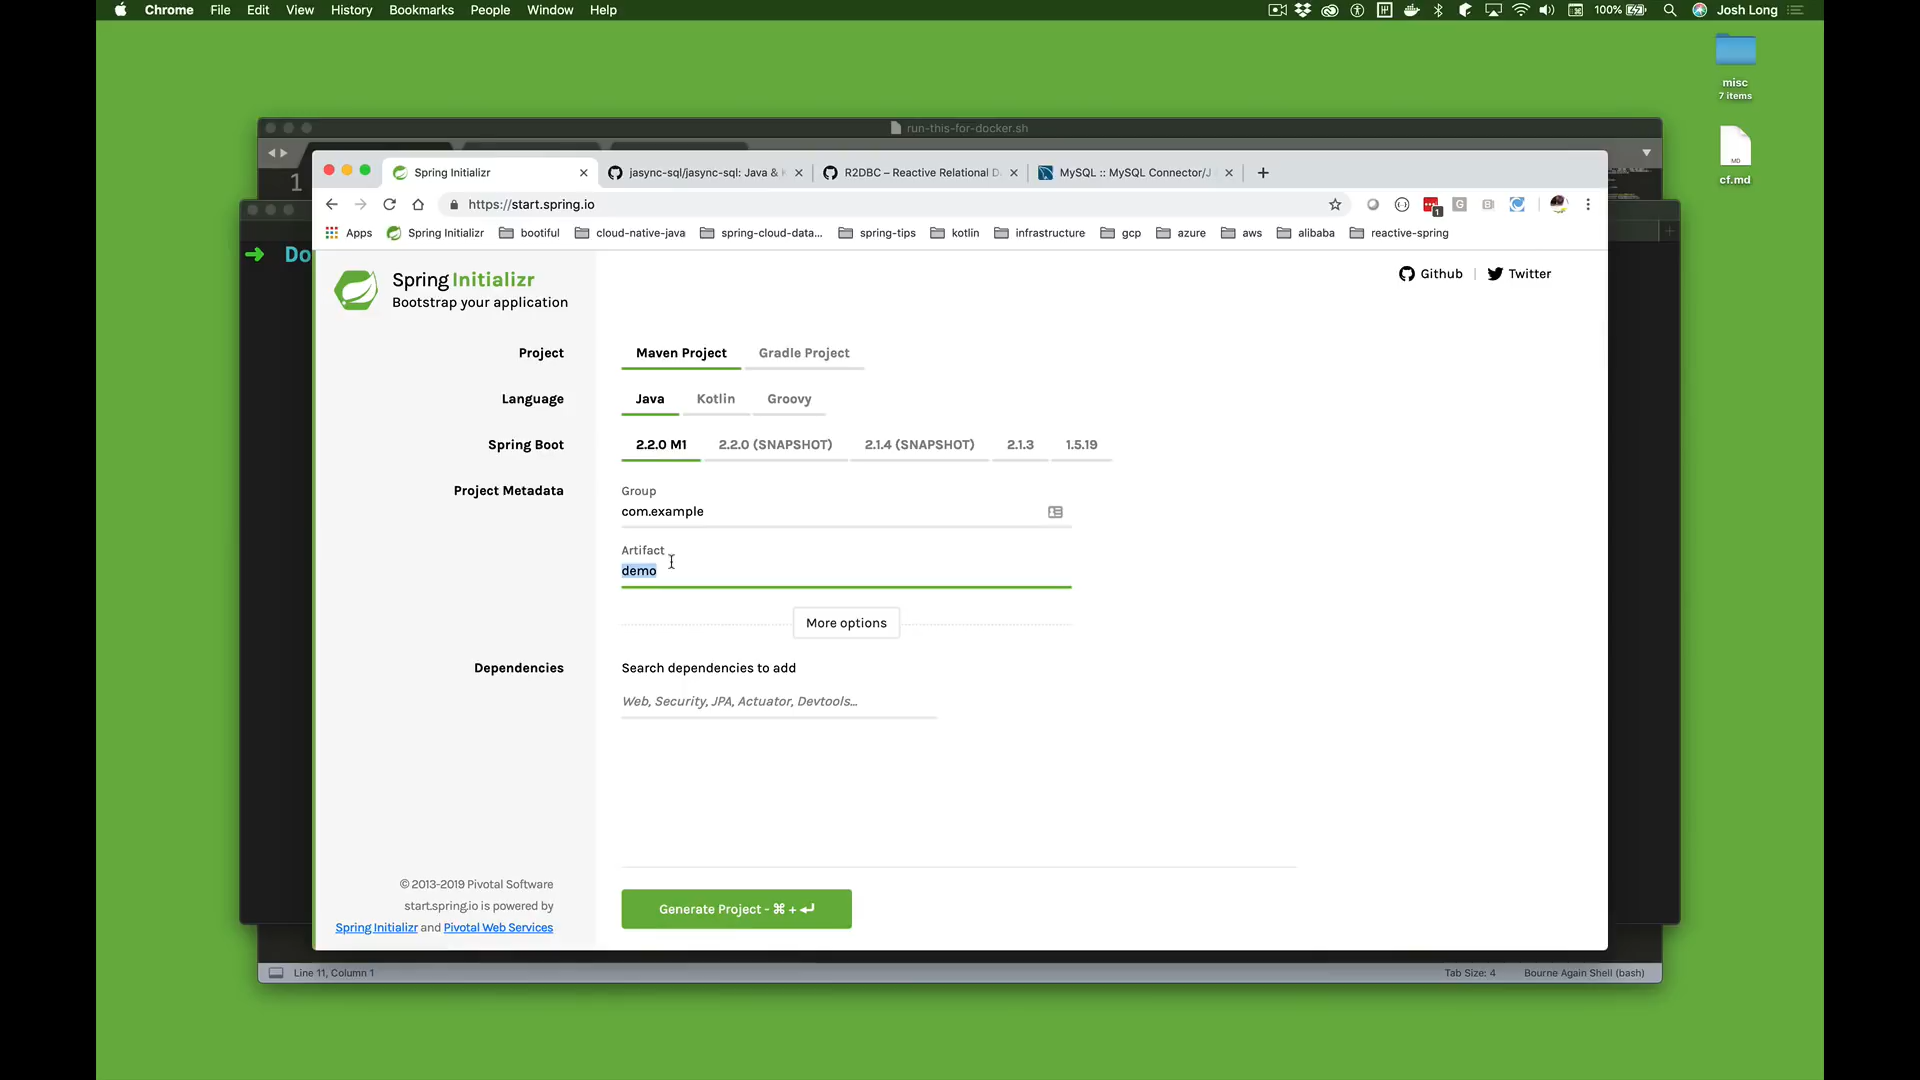 Chrome File Edit View History Bookmarks People Window Help
100% Josh Long
misc
7 items
MD
cf.md
run-this-for-docker.sh
1
Spring Initializr
jasync-sql/jasync-sql: Java &
R2DBC – Reactive Relational D
MySQL :: MySQL Connector/J
https://start.spring.io
1
Apps Spring Initializr bootiful cloud-native-java spring-cloud-data... spring-tips kotlin infrastructure gcp azure aws alibaba reactive-spring
Do
Spring Initializr
Bootstrap your application
Github Twitter
Project
Maven Project Gradle Project
Language
Java Kotlin Groovy
Spring Boot
2.2.0 M1 2.2.0 (SNAPSHOT) 2.1.4 (SNAPSHOT) 2.1.3 1.5.19
Project Metadata
Group
com.example
Artifact
demo
More options
Dependencies
Search dependencies to add
Web, Security, JPA, Actuator, Devtools...
© 2013-2019 Pivotal Software
start.spring.io is powered by
Spring Initializr and Pivotal Web Services
Generate Project - ⌘ + ↵
Line 11, Column 1
Tab Size: 4
Bourne Again Shell (bash)